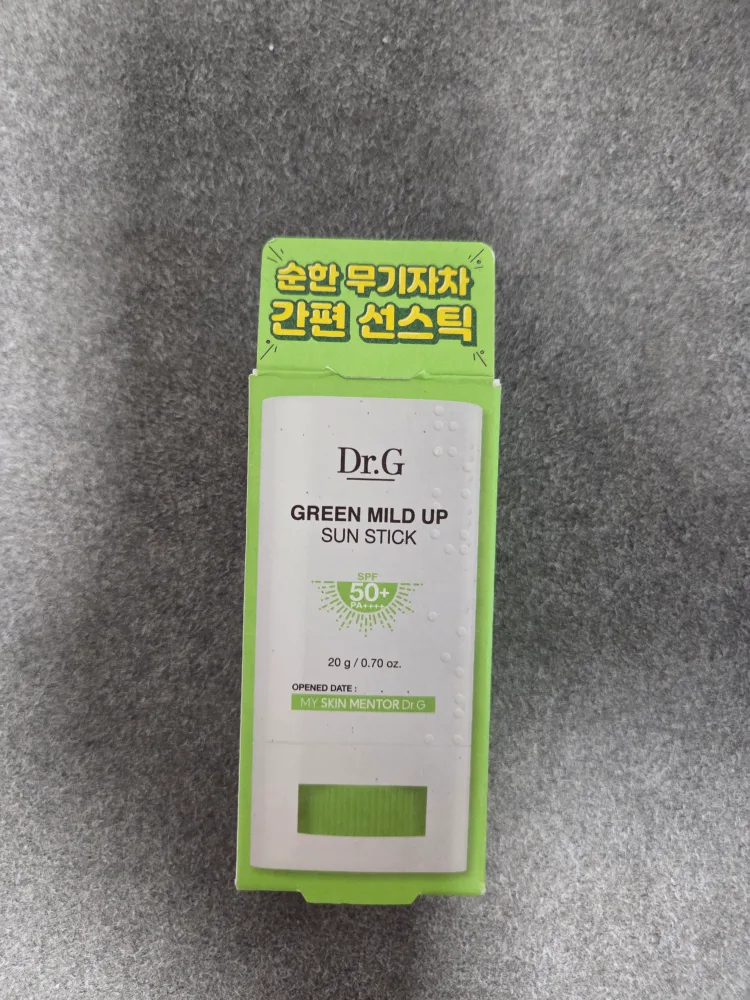 순한 무기자차
간편 선스틱
Dr.G
GREEN MILD UP
SUN STICK
SPF
50+
PA++++
20 g / 0.70 oz.
OPENED DATE : . .
MY SKIN MENTOR Dr.G